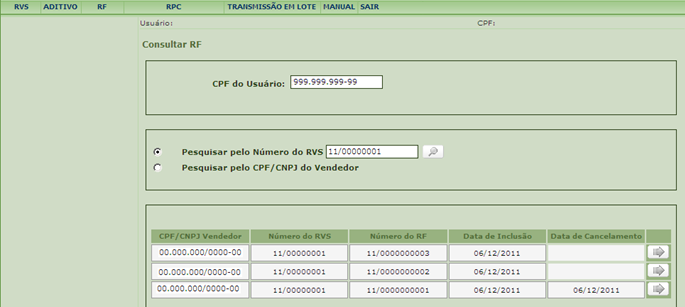 RVS ADITIVO RF RPC TRANSMISSÃO EM LOTE MANUAL SAIR
Usuário: CPF:
Consultar RF
CPF do Usuário: 999.999.999-99
Pesquisar pelo Número do RVS 11/00000001
Pesquisar pelo CPF/CNPJ do Vendedor
CPF/CNPJ Vendedor Número do RVS Número do RF Data de Inclusão Data de Cancelamento
00.000.000/0000-00 11/00000001 11/0000000003 06/12/2011
00.000.000/0000-00 11/00000001 11/0000000002 06/12/2011
00.000.000/0000-00 11/00000001 11/0000000001 06/12/2011 06/12/2011